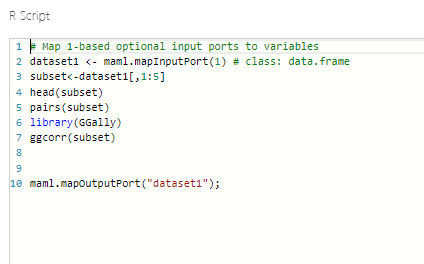 R Script
1 # Map 1-based optional input ports to variables
2 dataset1 <- maml.mapInputPort(1) # class: data.frame
3 subset<-dataset1[,1:5]
4 head(subset)
5 pairs(subset)
6 library(GGally)
7 ggcorr(subset)
8
9
10 maml.mapOutputPort("dataset1");